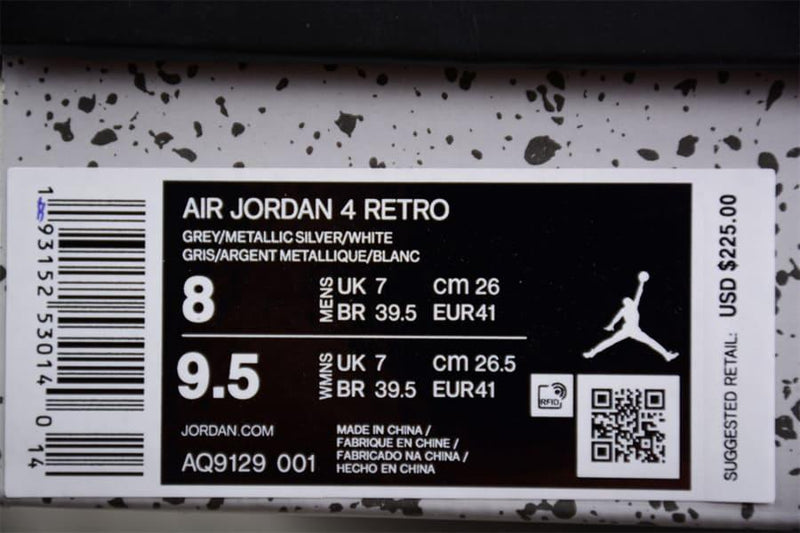 AIR JORDAN 4 RETRO
GREY/METALLIC SILVER/WHITE
GRIS/ARGENT METALLIQUE/BLANC
8 MENS UK 7 cm 26
BR 39.5 EUR41
9.5 WMNS UK 7 cm 26.5
BR 39.5 EUR41
JORDAN.COM
AQ9129 001
MADE IN CHINA /
FABRIQUE EN CHINE /
FABRICADO NA CHINA /
HECHO EN CHINA
RFID
SUGGESTED RETAIL: USD $225.00
93152 53014 0 14